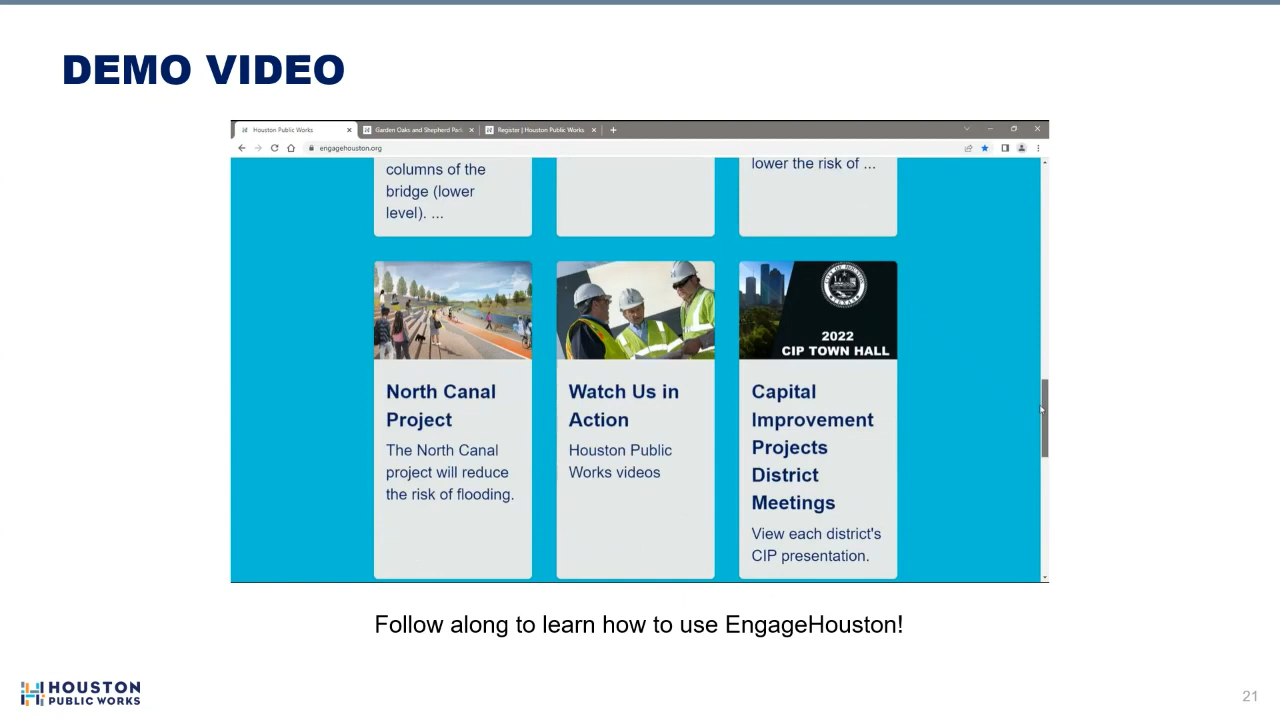 DEMO VIDEO
Houston Public Works
Garden Oaks and Shepherd Park
Register | Houston Public Works
engagehouston.org
columns of the
bridge (lower
level). ...
lower the risk of ...
North Canal
Project
The North Canal
project will reduce
the risk of flooding.
Watch Us in
Action
Houston Public
Works videos
2022
CIP TOWN HALL
Capital
Improvement
Projects
District
Meetings
View each district's
CIP presentation.
Follow along to learn how to use EngageHouston!
HOUSTON
PUBLIC WORKS
21